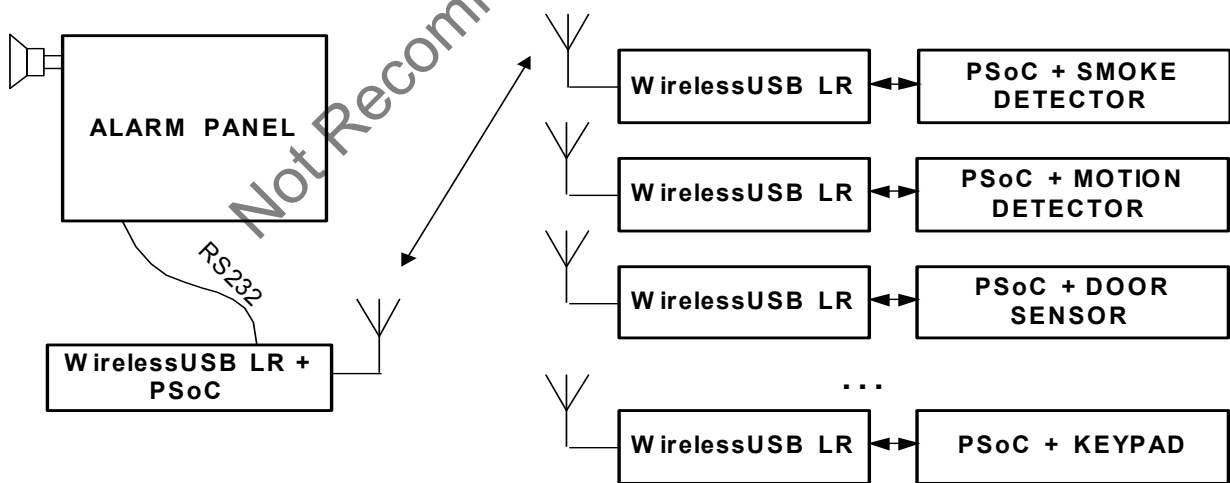 ALARM PANEL
RS232
WirelessUSB LR +
PSoC
Not Recom
WirelessUSB LR
PSoC + SMOKE
DETECTOR
WirelessUSB LR
PSoC + MOTION
DETECTOR
WirelessUSB LR
PSoC + DOOR
SENSOR
...
WirelessUSB LR
PSoC + KEYPAD